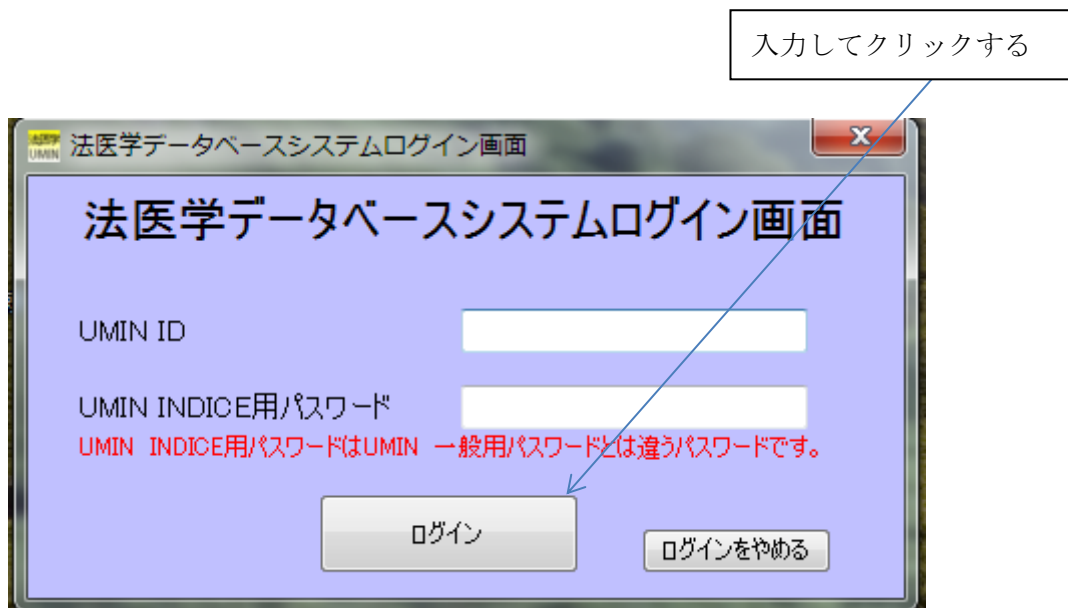 入力してクリックする
法医学 UMIN
法医学データベースシステムログイン画面
法医学データベースシステムログイン画面
UMIN ID
UMIN INDICE用パスワード
UMIN INDICE用パスワードはUMIN 一般用パスワードとは違うパスワードです。
ログイン
ログインをやめる